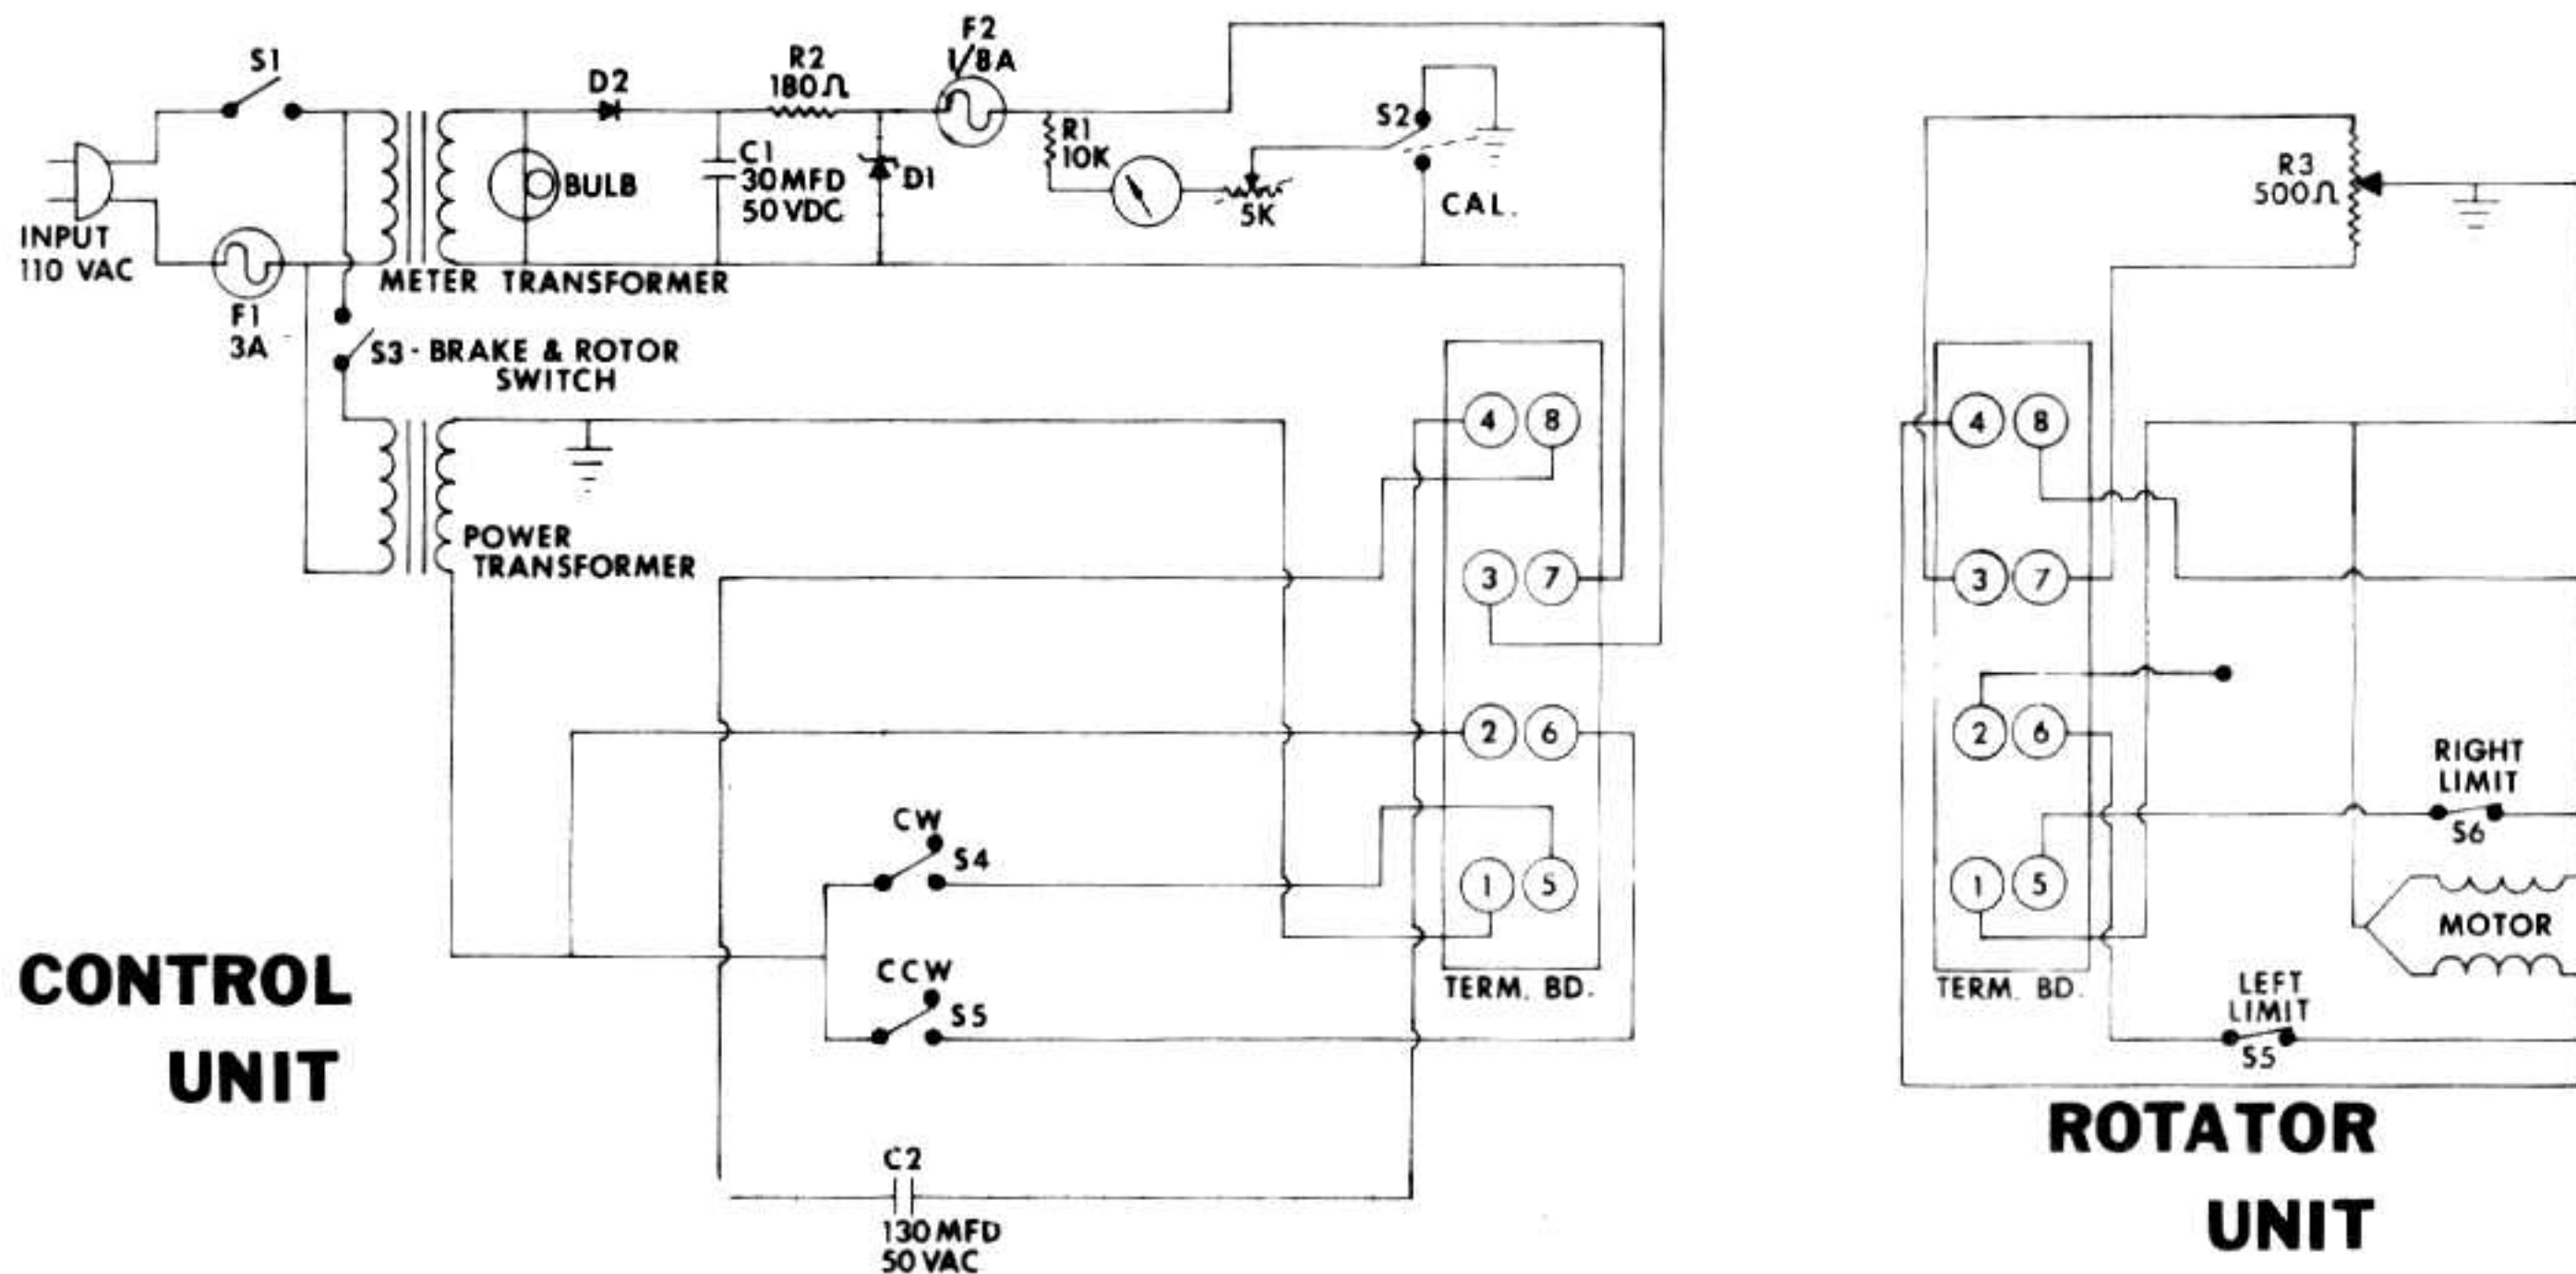 S1
INPUT
110 VAC
F1
3A
BULB
D2
C1
30 MFD
50 VDC
R2
180Ω
D1
F2
1/8A
R1
10K
5K
S2
CAL.
METER TRANSFORMER
S3 - BRAKE & ROTOR
SWITCH
POWER
TRANSFORMER
4 8
3 7
2 6
1 5
TERM. BD.
CW
S4
CCW
S5
C2
130 MFD
50 VAC
CONTROL
UNIT
R3
500Ω
4 8
3 7
2 6
1 5
TERM. BD.
RIGHT
LIMIT
S6
MOTOR
LEFT
LIMIT
S5
ROTATOR
UNIT